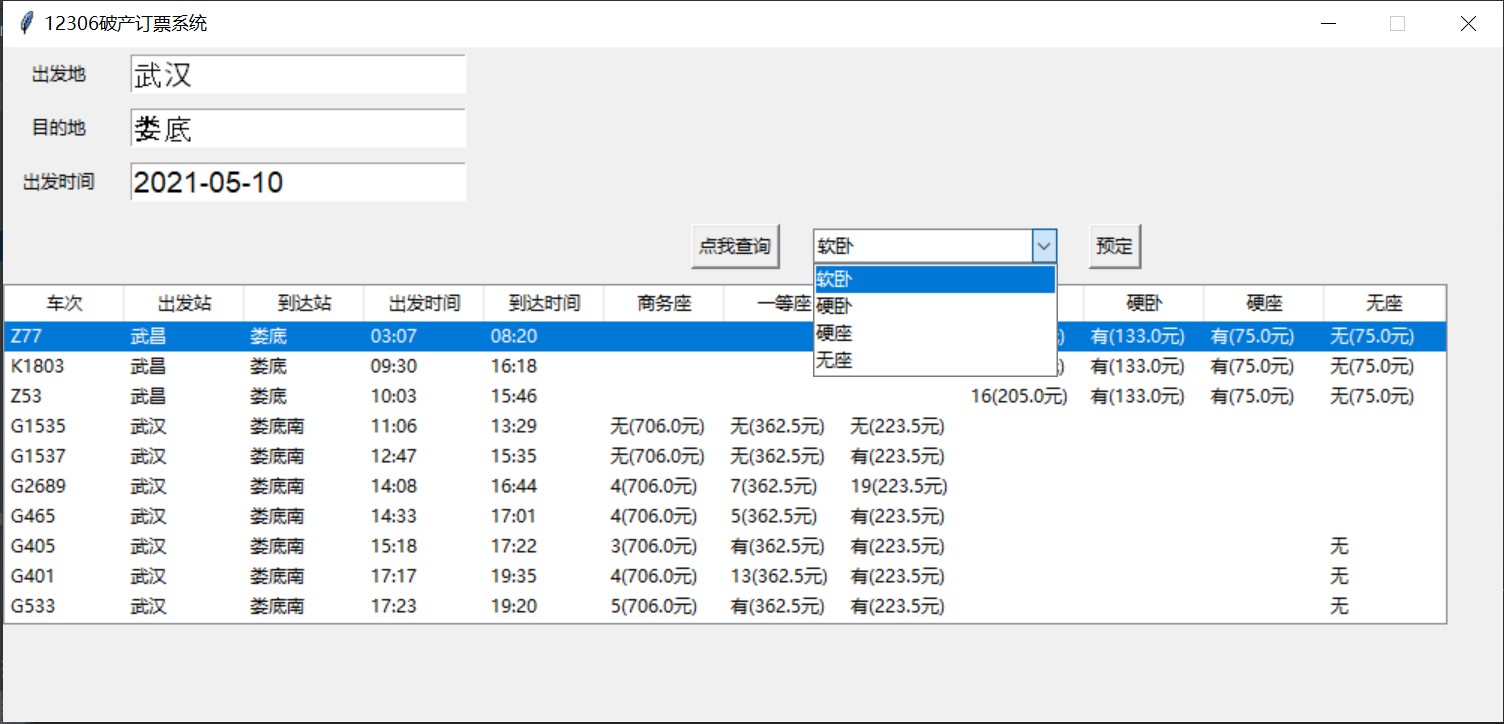 12306破产订票系统
出发地 武汉
目的地 娄底
出发时间 2021-05-10
点我查询 软卧 预定
软卧
硬卧
硬座
无座
车次 出发站 到达站 出发时间 到达时间 商务座 一等座 硬卧 硬座 无座
Z77 武昌 娄底 03:07 08:20 有(133.0元) 有(75.0元) 无(75.0元)
K1803 武昌 娄底 09:30 16:18 有(133.0元) 有(75.0元) 无(75.0元)
Z53 武昌 娄底 10:03 15:46 16(205.0元) 有(133.0元) 有(75.0元) 无(75.0元)
G1535 武汉 娄底南 11:06 13:29 无(706.0元) 无(362.5元) 无(223.5元)
G1537 武汉 娄底南 12:47 15:35 无(706.0元) 无(362.5元) 有(223.5元)
G2689 武汉 娄底南 14:08 16:44 4(706.0元) 7(362.5元) 19(223.5元)
G465 武汉 娄底南 14:33 17:01 4(706.0元) 5(362.5元) 有(223.5元)
G405 武汉 娄底南 15:18 17:22 3(706.0元) 有(362.5元) 有(223.5元) 无
G401 武汉 娄底南 17:17 19:35 4(706.0元) 13(362.5元) 有(223.5元) 无
G533 武汉 娄底南 17:23 19:20 5(706.0元) 有(362.5元) 有(223.5元) 无